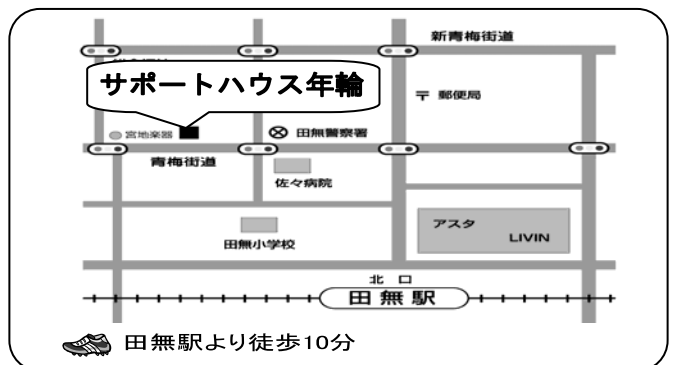 新青梅街道
サポートハウス年輪
〒 郵便局
宮地楽器
田無警察署
青梅街道
佐々病院
アスタ
LIVIN
田無小学校
北口
田無駅
田無駅より徒歩10分